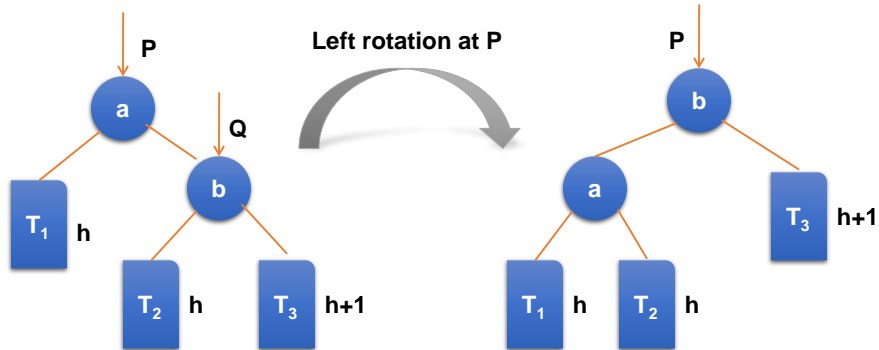 Left rotation at P
P
a
Q
b
T₁ h
T₂ h
T₃ h+1
P
b
a
T₃ h+1
T₁ h
T₂ h